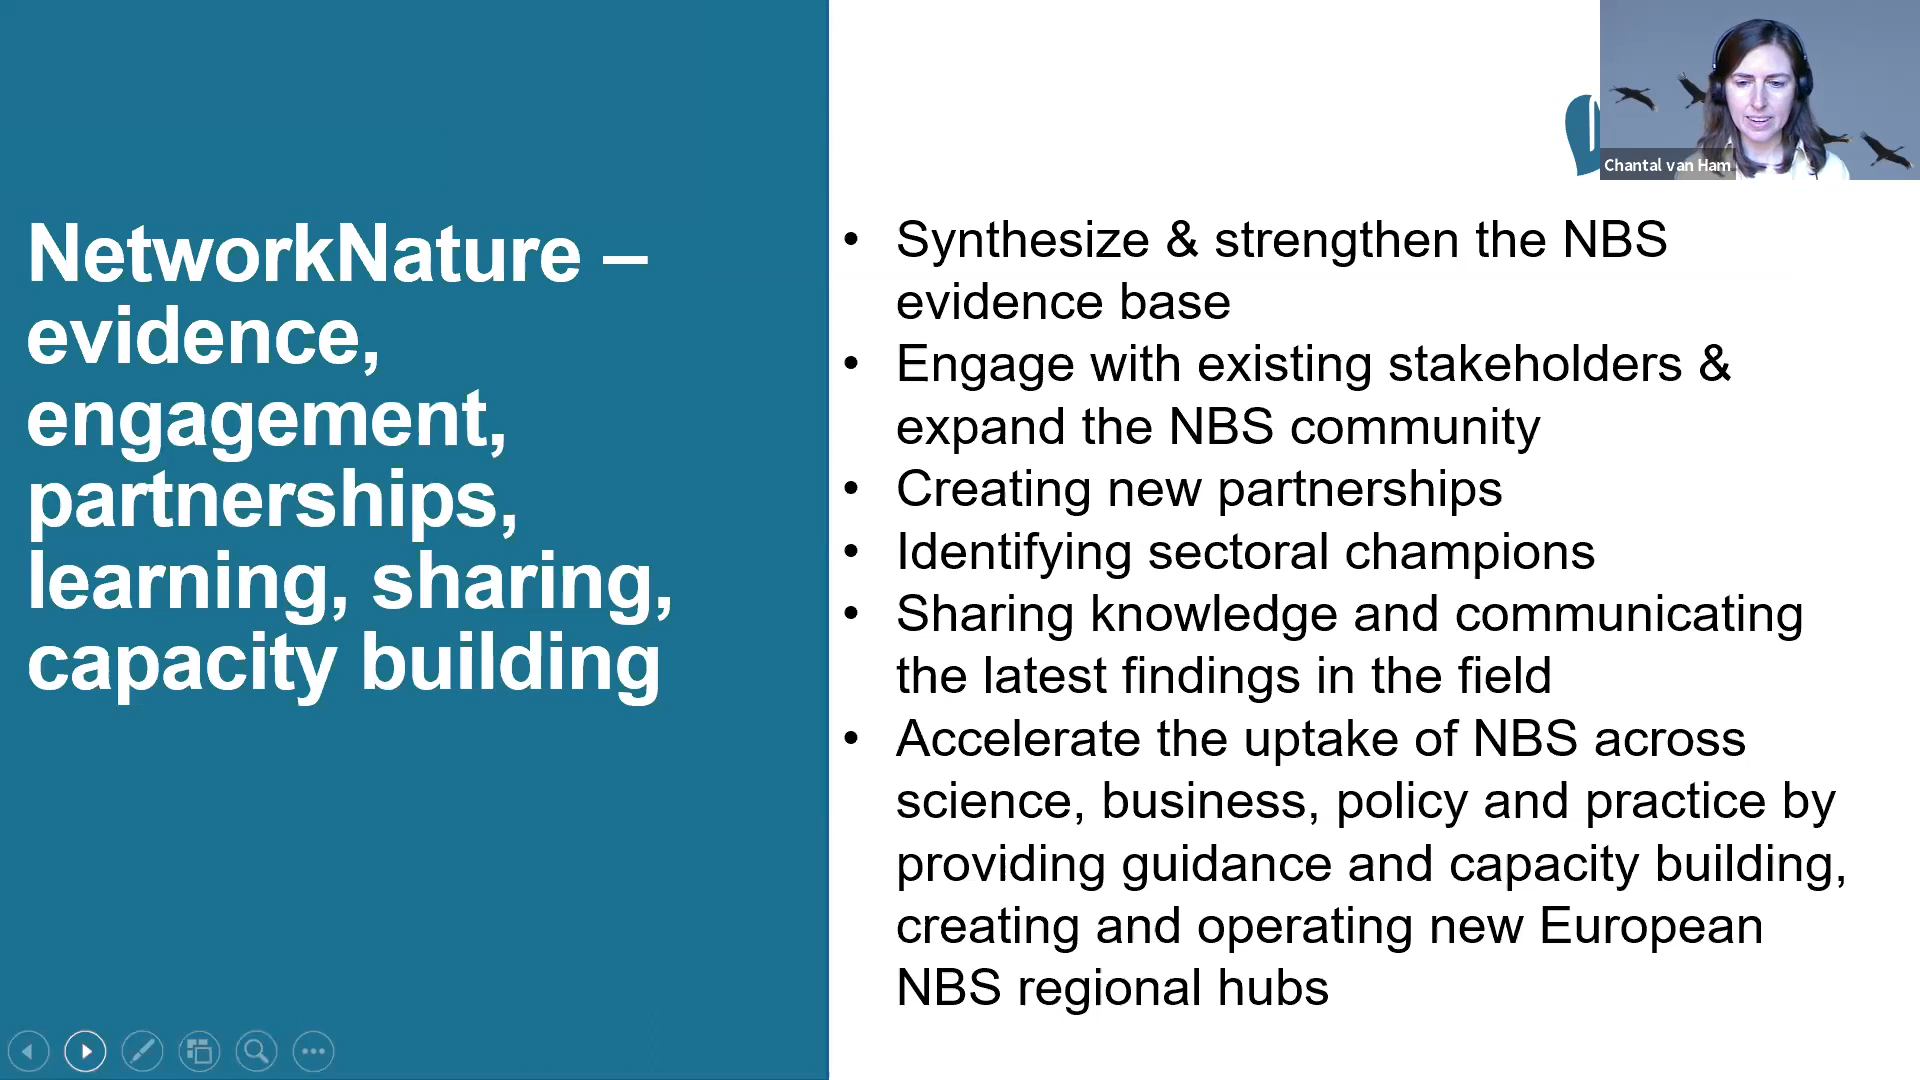 NetworkNature –
evidence,
engagement,
partnerships,
learning, sharing,
capacity building
Chantal van Ham
• Synthesize & strengthen the NBS
evidence base
• Engage with existing stakeholders &
expand the NBS community
• Creating new partnerships
• Identifying sectoral champions
• Sharing knowledge and communicating
the latest findings in the field
• Accelerate the uptake of NBS across
science, business, policy and practice by
providing guidance and capacity building,
creating and operating new European
NBS regional hubs